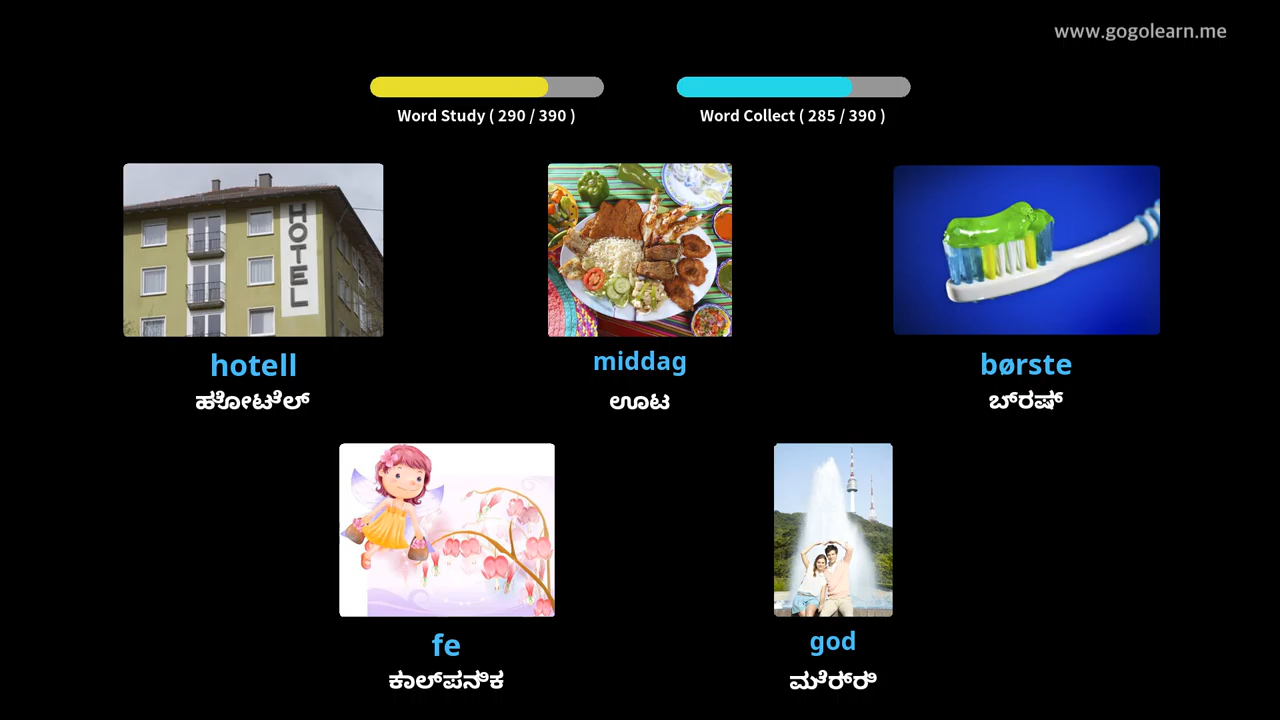 www.gogolearn.me
Word Study ( 290 / 390 )
Word Collect ( 285 / 390 )
HOTEL
hotell
ಹೋಟೆಲ್
middag
ಊಟ
børste
ಬ್ರಷ್
fe
ಕಾಲ್ಪನಿಕ
god
ಮೆರ್ರಿ